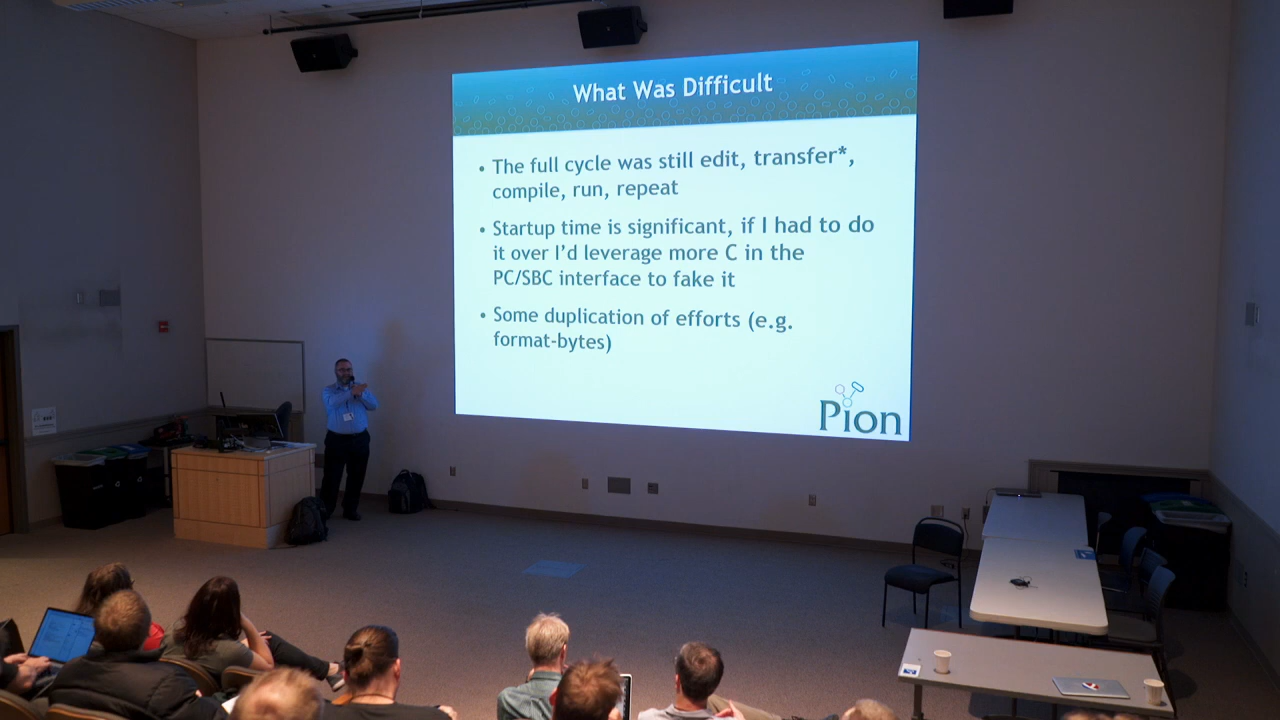 What Was Difficult
• The full cycle was still edit, transfer*,
compile, run, repeat
• Startup time is significant, if I had to do
it over I'd leverage more C in the
PC/SBC interface to fake it
• Some duplication of efforts (e.g.
format-bytes)
Pion